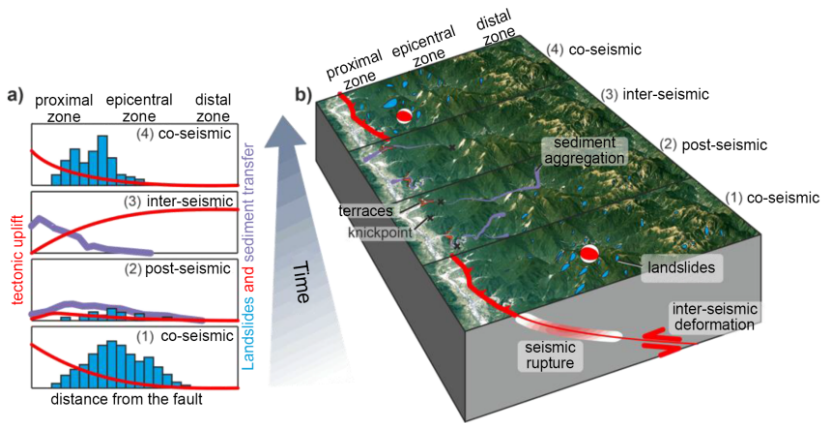 a)
proximal zone
epicentral zone
distal zone
(4) co-seismic
(3) inter-seismic
(2) post-seismic
(1) co-seismic
distance from the fault
tectonic uplift
Landslides and sediment transfer
Time
b)
proximal zone
epicentral zone
distal zone
(4) co-seismic
(3) inter-seismic
(2) post-seismic
(1) co-seismic
sediment
aggregation
terraces
knickpoint
landslides
inter-seismic
deformation
seismic
rupture